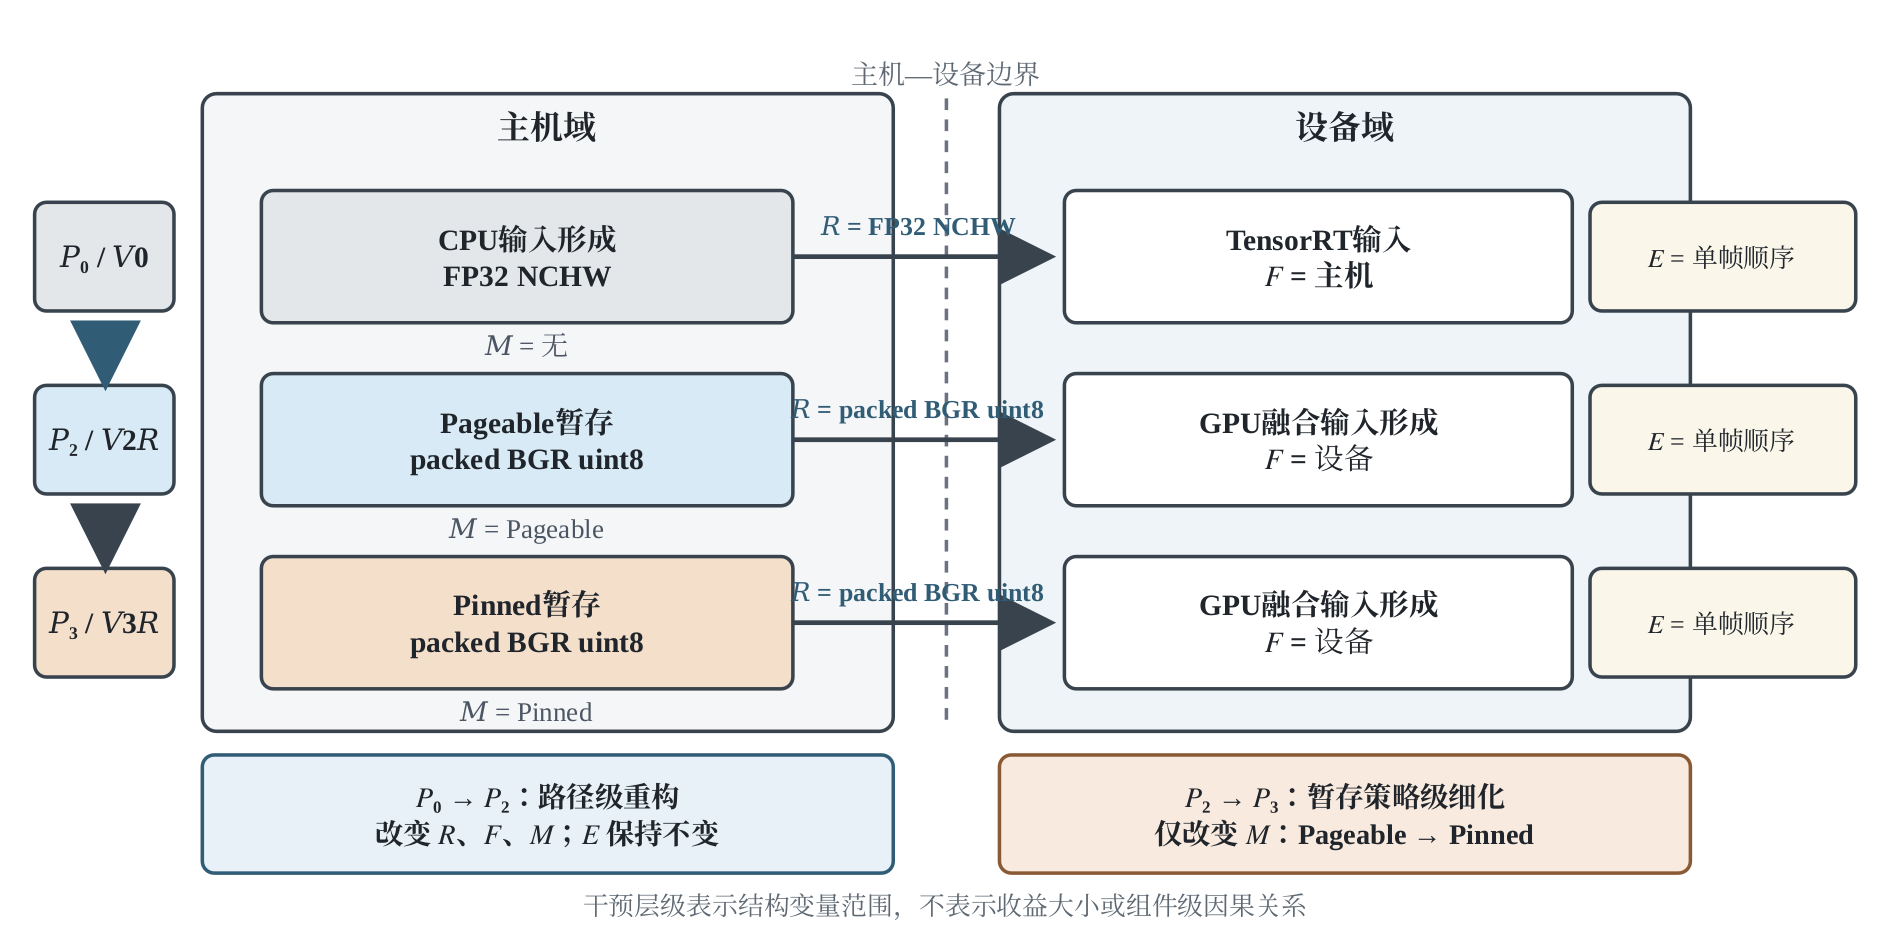 主机—设备边界
主机域
设备域
P₀ / V0
CPU输入形成
FP32 NCHW
R = FP32 NCHW
TensorRT输入
F = 主机
E = 单帧顺序
M = 无
P₂ / V2R
Pageable暂存
packed BGR uint8
R = packed BGR uint8
GPU融合输入形成
F = 设备
E = 单帧顺序
M = Pageable
P₃ / V3R
Pinned暂存
packed BGR uint8
R = packed BGR uint8
GPU融合输入形成
F = 设备
E = 单帧顺序
M = Pinned
P₀ → P₂：路径级重构
改变 R、F、M；E 保持不变
P₂ → P₃：暂存策略级细化
仅改变 M：Pageable → Pinned
干预层级表示结构变量范围，不表示收益大小或组件级因果关系